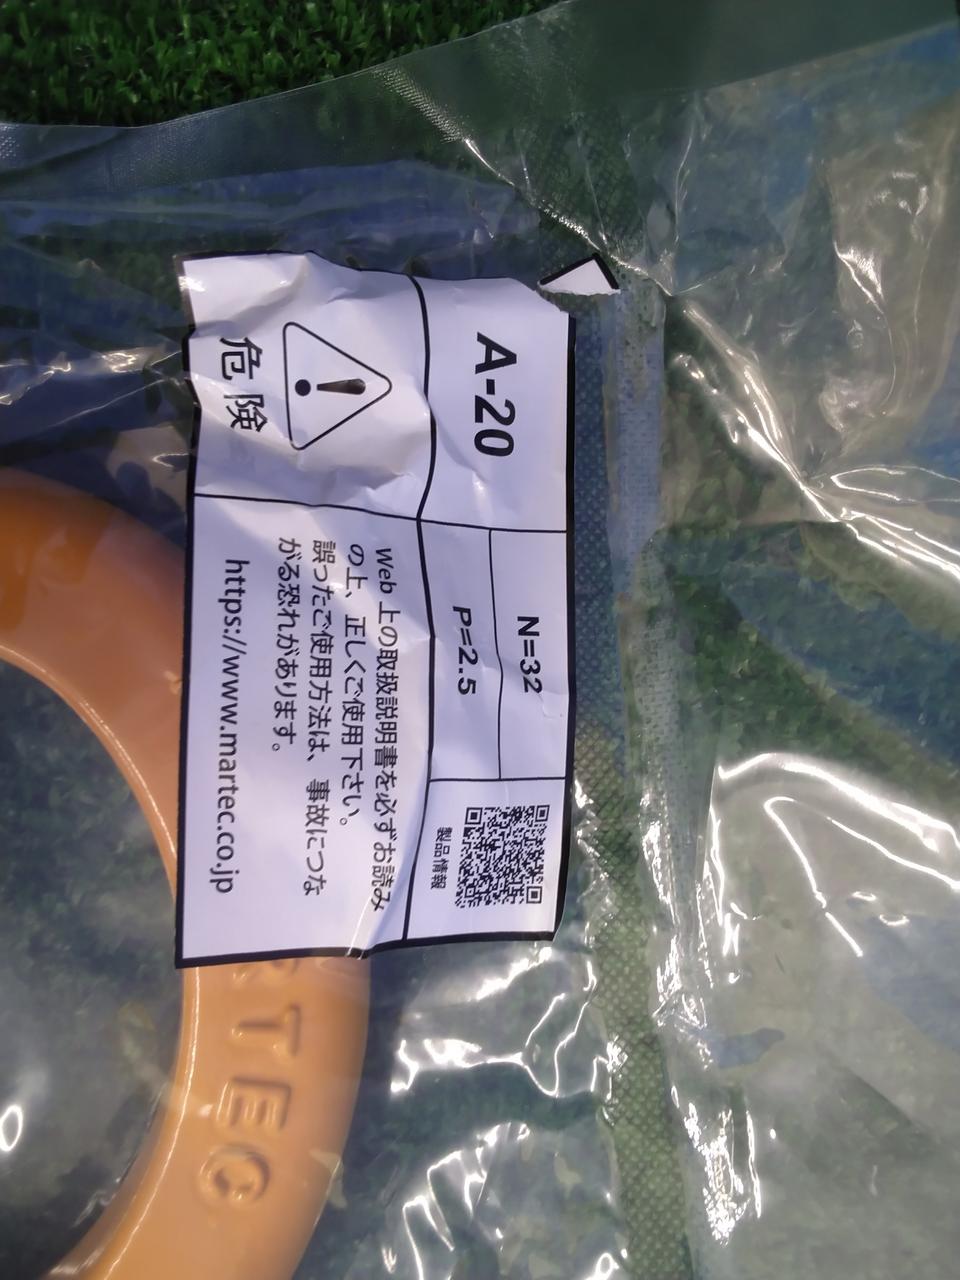 A-20
N=32
P=2.5
製品情報
危険
Web 上の取扱説明書を必ずお読み
の上、正しくご使用下さい。
誤ったご使用方法は、事故につな
がる恐れがあります。
https://www.martec.co.jp
RTEC